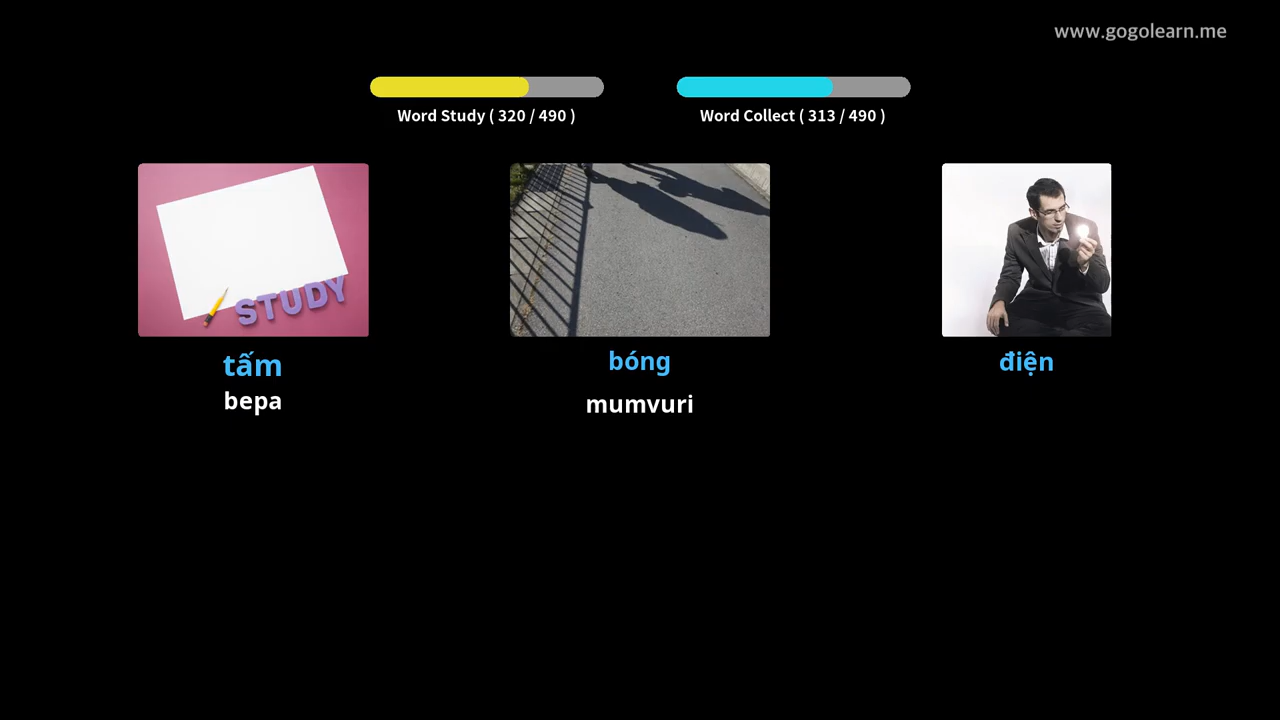 www.gogolearn.me
Word Study ( 320 / 490 )
Word Collect ( 313 / 490 )
STUDY
tấm
bóng
điện
bepa
mumvuri